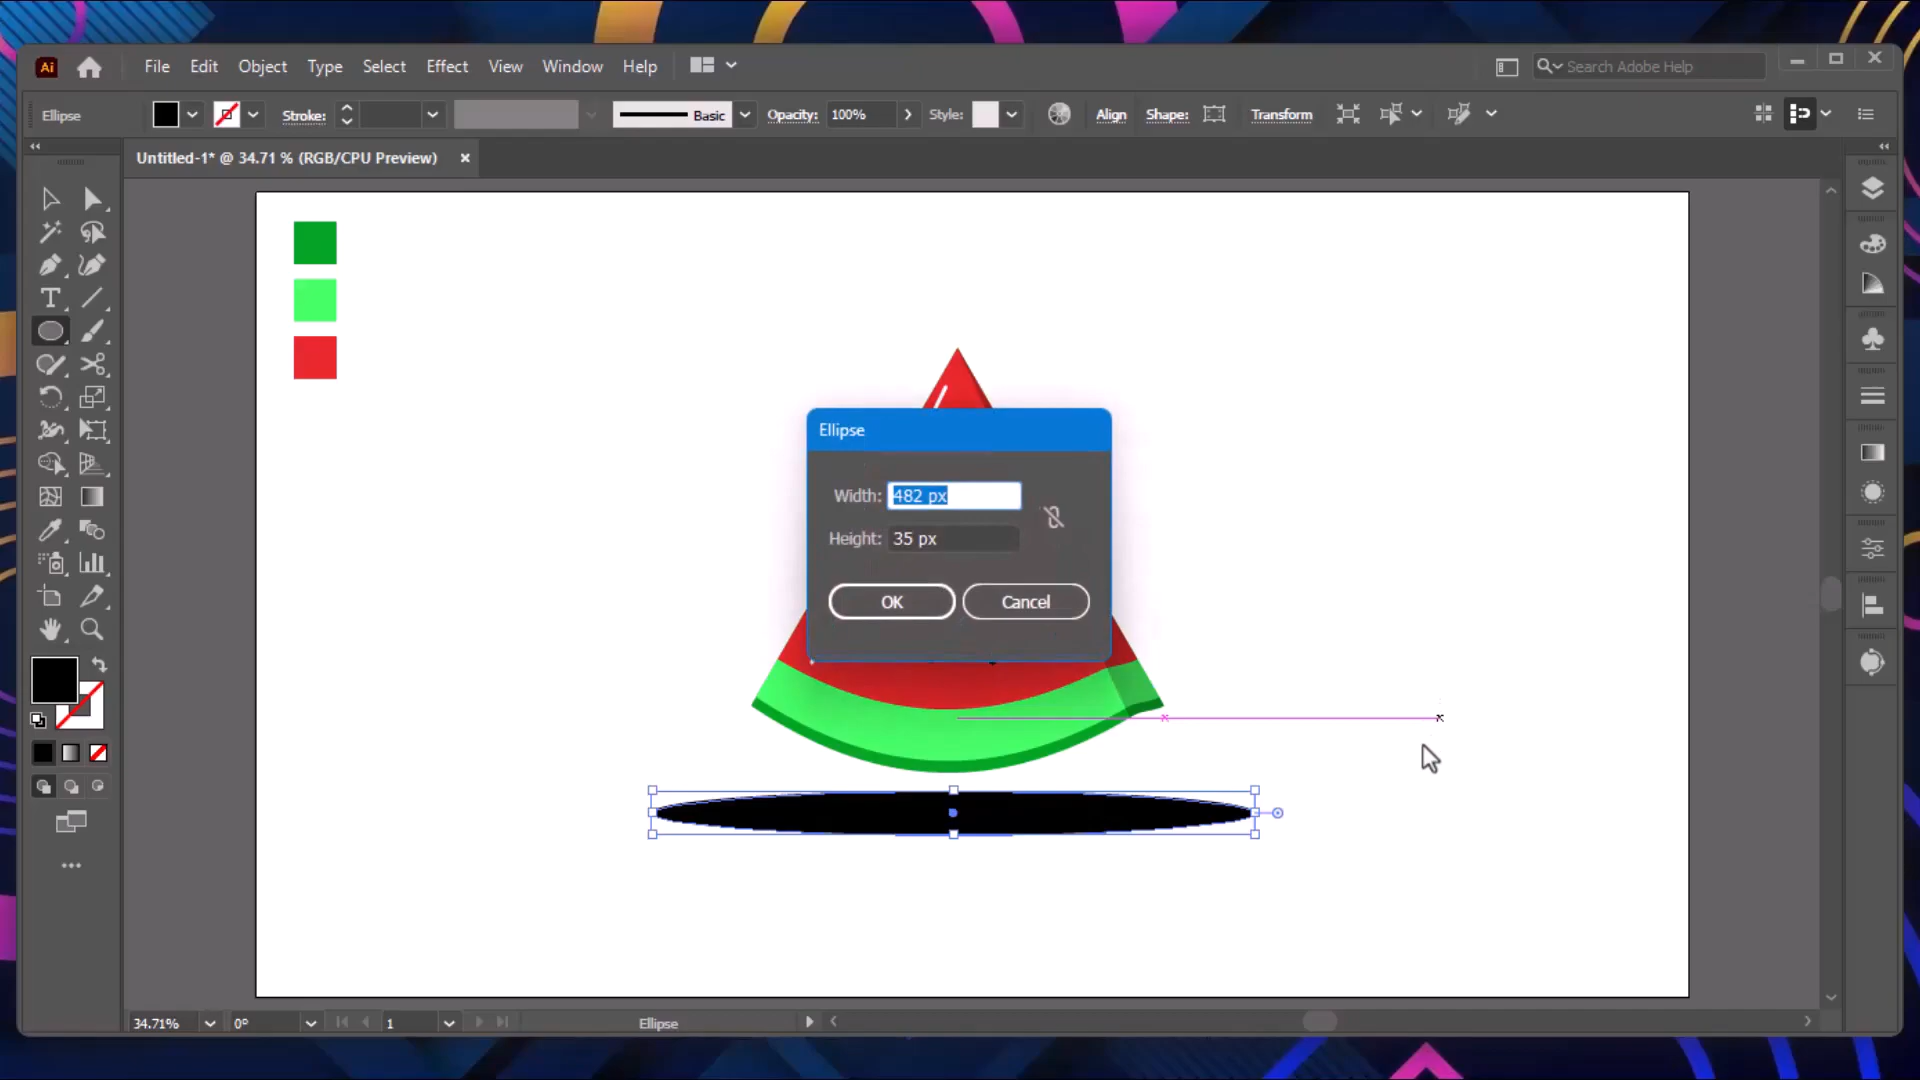 Ai File Edit Object Type Select Effect View Window Help Search Adobe Help
Ellipse Stroke: Basic Opacity: 100% Style: Align Shape: Transform
Untitled-1* @ 34.71 % (RGB/CPU Preview) ×
Ellipse
Width: 482 px
Height: 35 px
OK Cancel
34.71% 0° 1 Ellipse